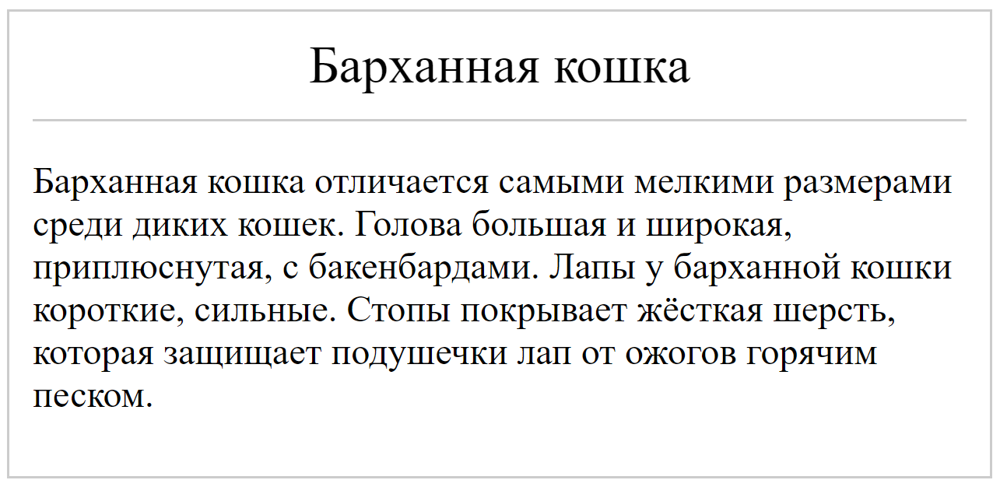 Барханная кошка
Барханная кошка отличается самыми мелкими размерами
среди диких кошек. Голова большая и широкая,
приплюснутая, с бакенбардами. Лапы у барханной кошки
короткие, сильные. Стопы покрывает жёсткая шерсть,
которая защищает подушечки лап от ожогов горячим
песком.